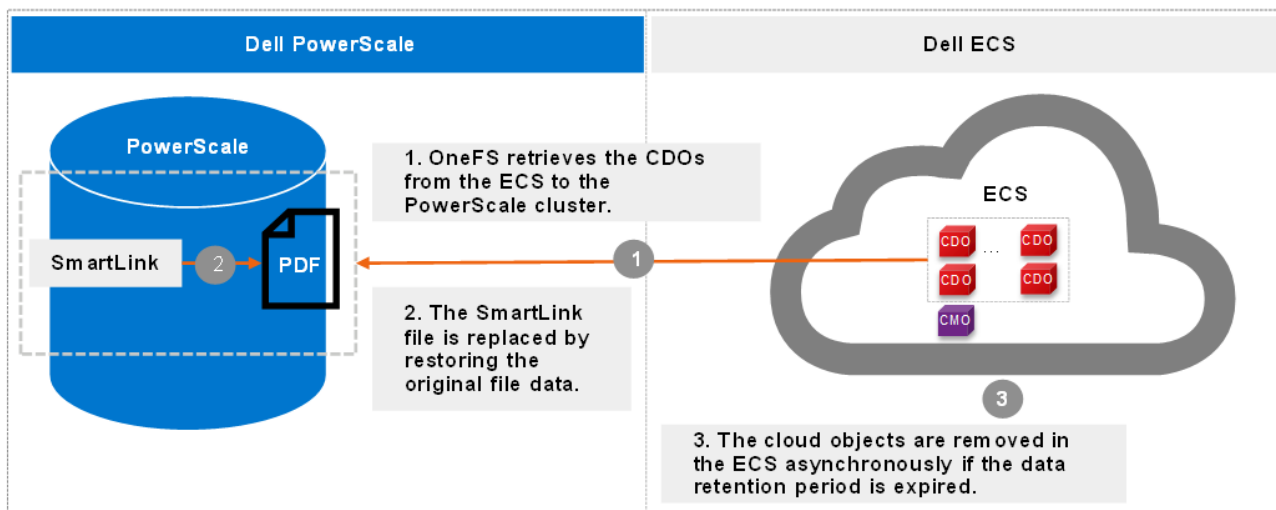 Dell PowerScale
Dell ECS
PowerScale
SmartLink
2
PDF
1. OneFS retrieves the CDOs
from the ECS to the
PowerScale cluster.
1
2. The SmartLink
file is replaced by
restoring the
original file data.
ECS
CDO ... CDO
CDO CDO
CMO
3
3. The cloud objects are removed in
the ECS asynchronously if the data
retention period is expired.